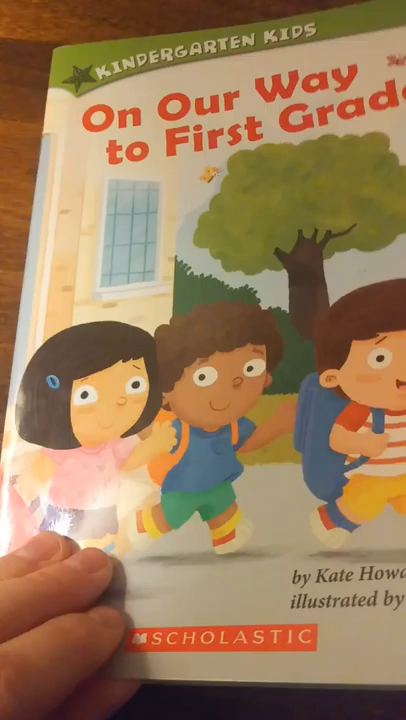 KINDERGARTEN KIDS
On Our Way
to First Grade
by Kate Howa
illustrated by
SCHOLASTIC